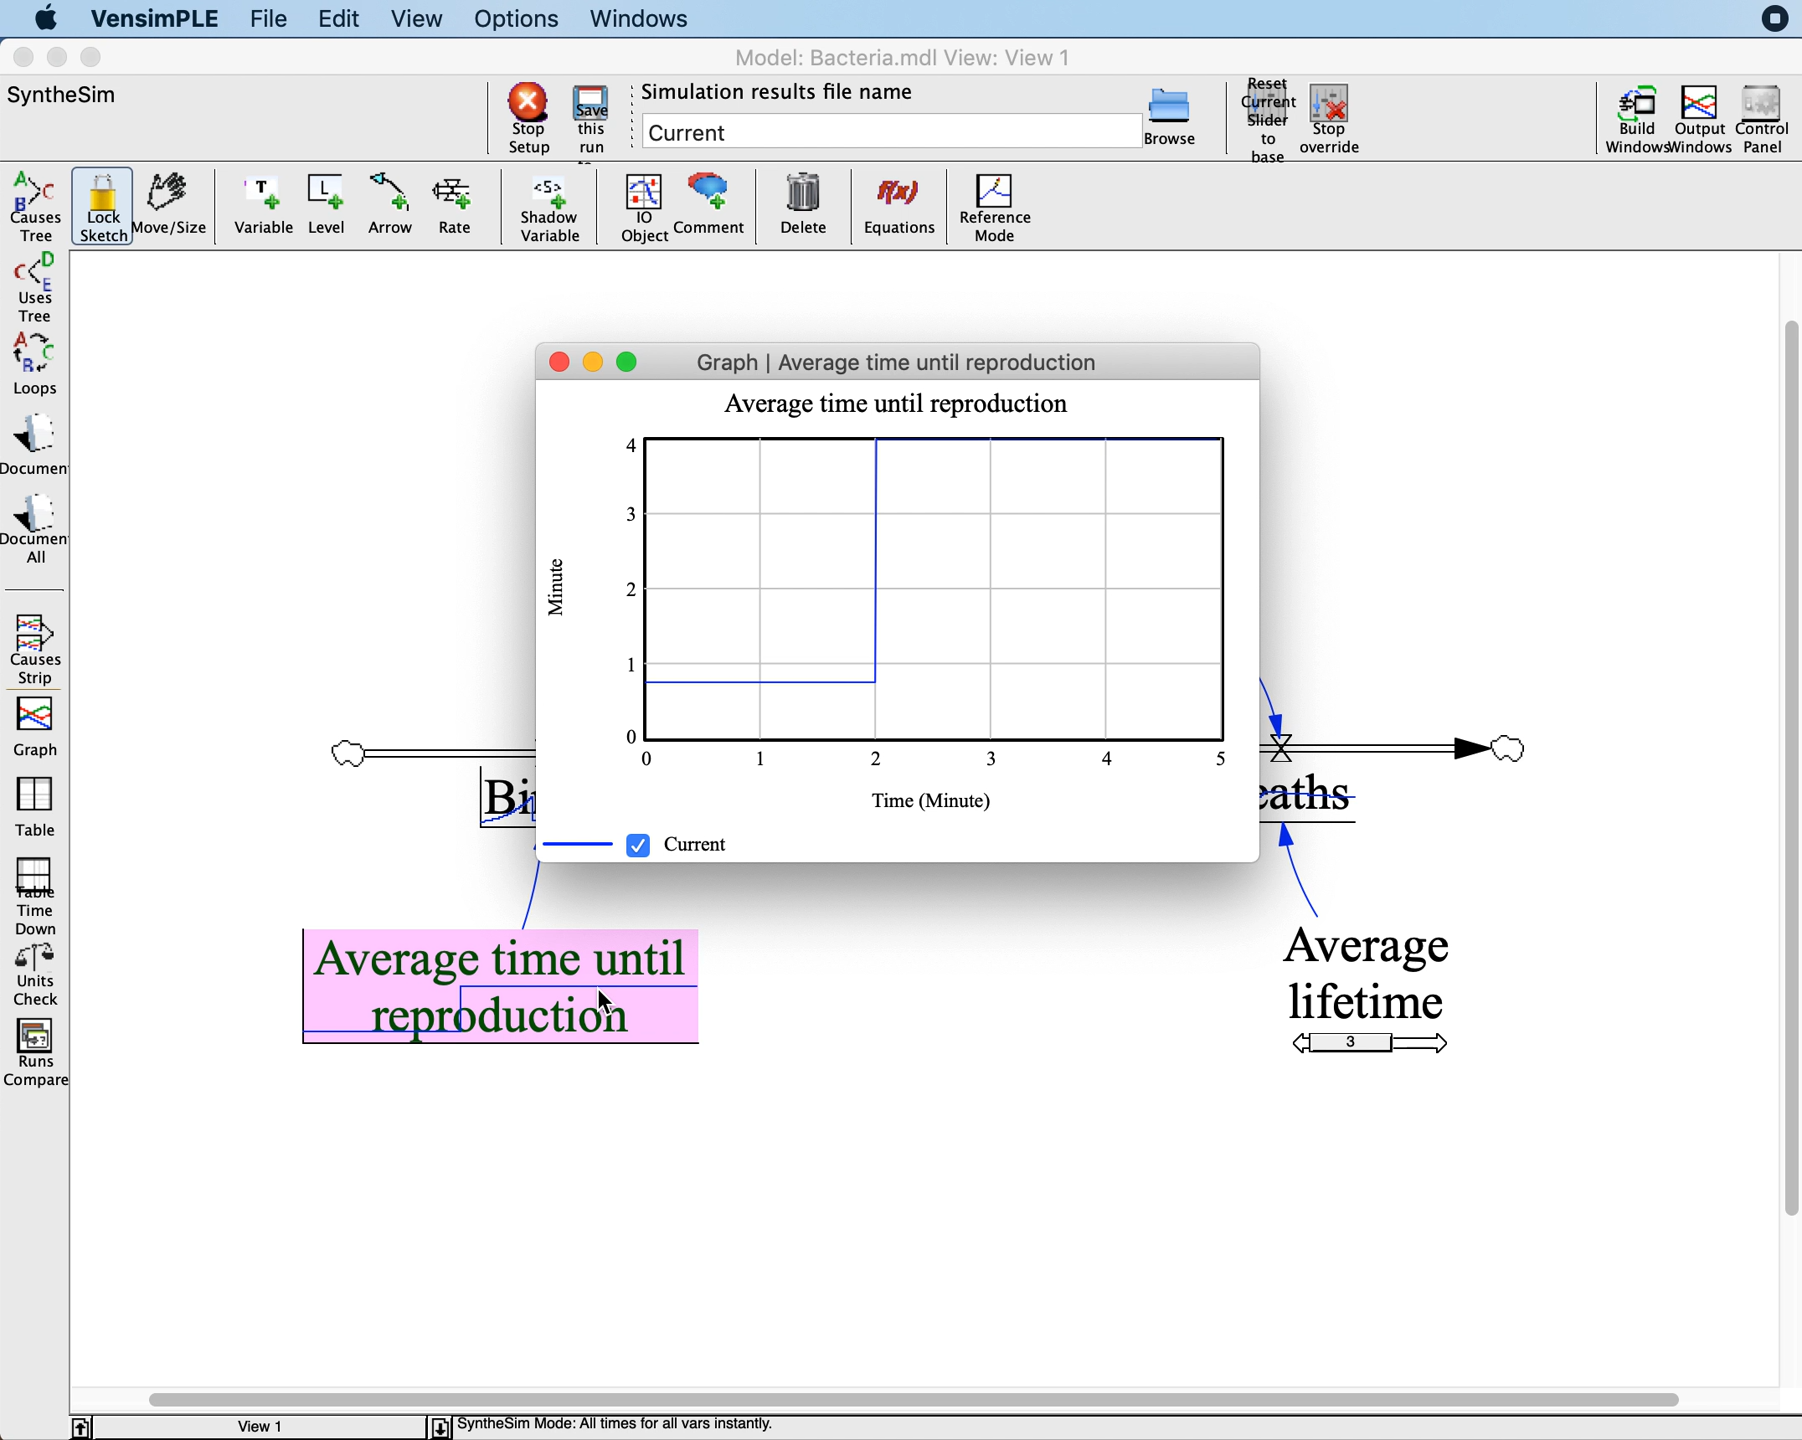 VensimPLE File Edit View Options Windows
Model: Bacteria.mdl View: View 1
SyntheSim
Stop
Setup
Save
this
run
Simulation results file name
Current
Browse
Reset
Current
Slider
to
base
Stop
override
Build
Windows
Output
Windows
Control
Panel
A
B
C
Causes
Tree
Lock
Sketch
Move/Size
T
Variable
L
Level
Arrow
Rate
<S>
Shadow
Variable
IO
Object
Comment
Delete
f(x)
Equations
Reference
Mode
C
D
E
Uses
Tree
A
B
C
Loops
Documen
Documen
All
Causes
Strip
Graph
Table
Table
Time
Down
Units
Check
Runs
Compare
Graph | Average time until reproduction
Average time until reproduction
4
3
2
1
0
Minute
0 1 2 3 4 5
Time (Minute)
Current
Bi
eaths
Average time until
reproduction
Average
lifetime
3
View 1
SyntheSim Mode: All times for all vars instantly.